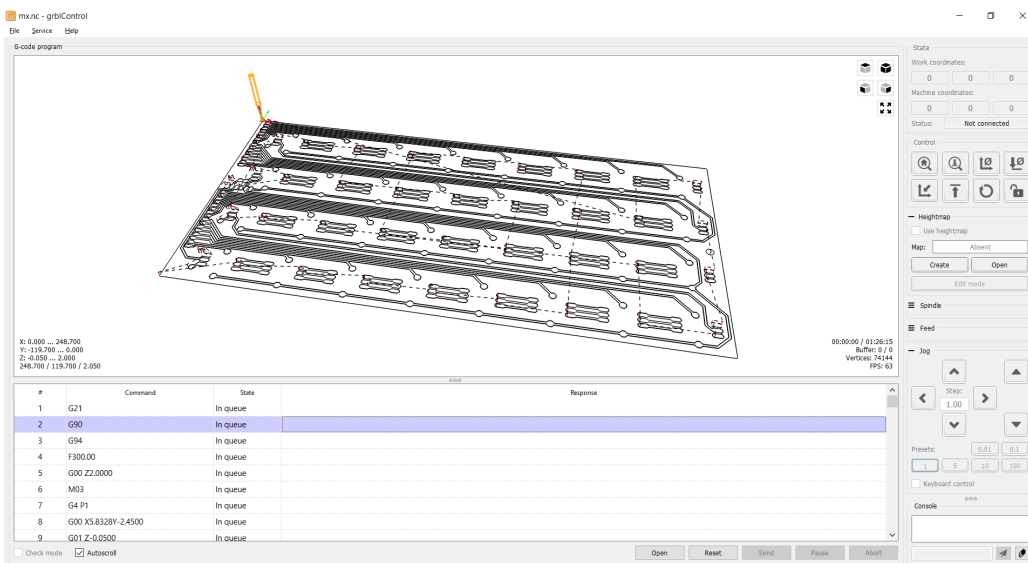 mx.nc - grblControl
File Service Help
G-code program
X: 0.000 ... 248.700
Y: -119.700 ... 0.000
Z: -0.050 ... 2.000
248.700 / 119.700 / 2.050
00:00:00 / 01:26:15
Buffer: 0 / 0
Vertices: 74144
FPS: 63
# Command State Response
1 G21 In queue
2 G90 In queue
3 G94 In queue
4 F300.00 In queue
5 G00 Z2.0000 In queue
6 M03 In queue
7 G4 P1 In queue
8 G00 X5.8328Y-2.4500 In queue
9 G01 Z-0.0500 In queue
Check mode Autoscroll Open Reset Send Pause Abort
State
Work coordinates:
0 0 0
Machine coordinates:
0 0 0
Status: Not connected
Control
Heightmap
Use heightmap
Map: Absent
Create Open
Edit mode
Spindle
Feed
Jog
Step:
1.00
Presets: 0.01 0.1
1 5 10 100
Keyboard control
Console